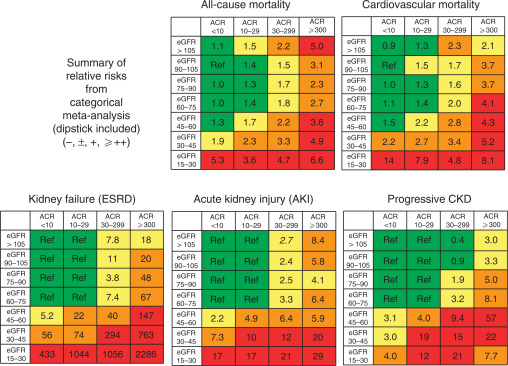 All-cause mortality
ACR <10 ACR 10–29 ACR 30–299 ACR ≥300
eGFR > 105 1.1 1.5 2.2 5.0
eGFR 90–105 Ref 1.4 1.5 3.1
eGFR 75–90 1.0 1.3 1.7 2.3
eGFR 60–75 1.0 1.4 1.8 2.7
eGFR 45–60 1.3 1.7 2.2 3.6
eGFR 30–45 1.9 2.3 3.3 4.9
eGFR 15–30 5.3 3.6 4.7 6.6
Cardiovascular mortality
ACR <10 ACR 10–29 ACR 30–299 ACR ≥300
eGFR > 105 0.9 1.3 2.3 2.1
eGFR 90–105 Ref 1.5 1.7 3.7
eGFR 75–90 1.0 1.3 1.6 3.7
eGFR 60–75 1.1 1.4 2.0 4.1
eGFR 45–60 1.5 2.2 2.8 4.3
eGFR 30–45 2.2 2.7 3.4 5.2
eGFR 15–30 14 7.9 4.8 8.1
Summary of
relative risks
from
categorical
meta-analysis
(dipstick included)
(–, ±, +, ≥++)
Kidney failure (ESRD)
ACR <10 ACR 10–29 ACR 30–299 ACR ≥300
eGFR > 105 Ref Ref 7.8 18
eGFR 90–105 Ref Ref 11 20
eGFR 75–90 Ref Ref 3.8 48
eGFR 60–75 Ref Ref 7.4 67
eGFR 45–60 5.2 22 40 147
eGFR 30–45 56 74 294 763
eGFR 15–30 433 1044 1056 2286
Acute kidney injury (AKI)
ACR <10 ACR 10–29 ACR 30–299 ACR ≥300
eGFR > 105 Ref Ref 2.7 8.4
eGFR 90–105 Ref Ref 2.4 5.8
eGFR 75–90 Ref Ref 2.5 4.1
eGFR 60–75 Ref Ref 3.3 6.4
eGFR 45–60 2.2 4.9 6.4 5.9
eGFR 30–45 7.3 10 12 20
eGFR 15–30 17 17 21 29
Progressive CKD
ACR <10 ACR 10–29 ACR 30–299 ACR ≥300
eGFR > 105 Ref Ref 0.4 3.0
eGFR 90–105 Ref Ref 0.9 3.3
eGFR 75–90 Ref Ref 1.9 5.0
eGFR 60–75 Ref Ref 3.2 8.1
eGFR 45–60 3.1 4.0 9.4 57
eGFR 30–45 3.0 19 15 22
eGFR 15–30 4.0 12 21 7.7